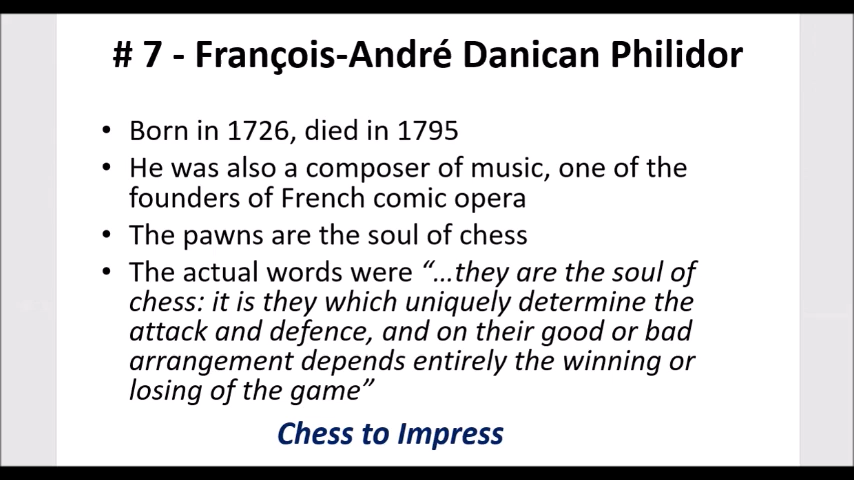 # 7 - François-André Danican Philidor
• Born in 1726, died in 1795
• He was also a composer of music, one of the
founders of French comic opera
• The pawns are the soul of chess
• The actual words were “…they are the soul of
chess: it is they which uniquely determine the
attack and defence, and on their good or bad
arrangement depends entirely the winning or
losing of the game”
Chess to Impress